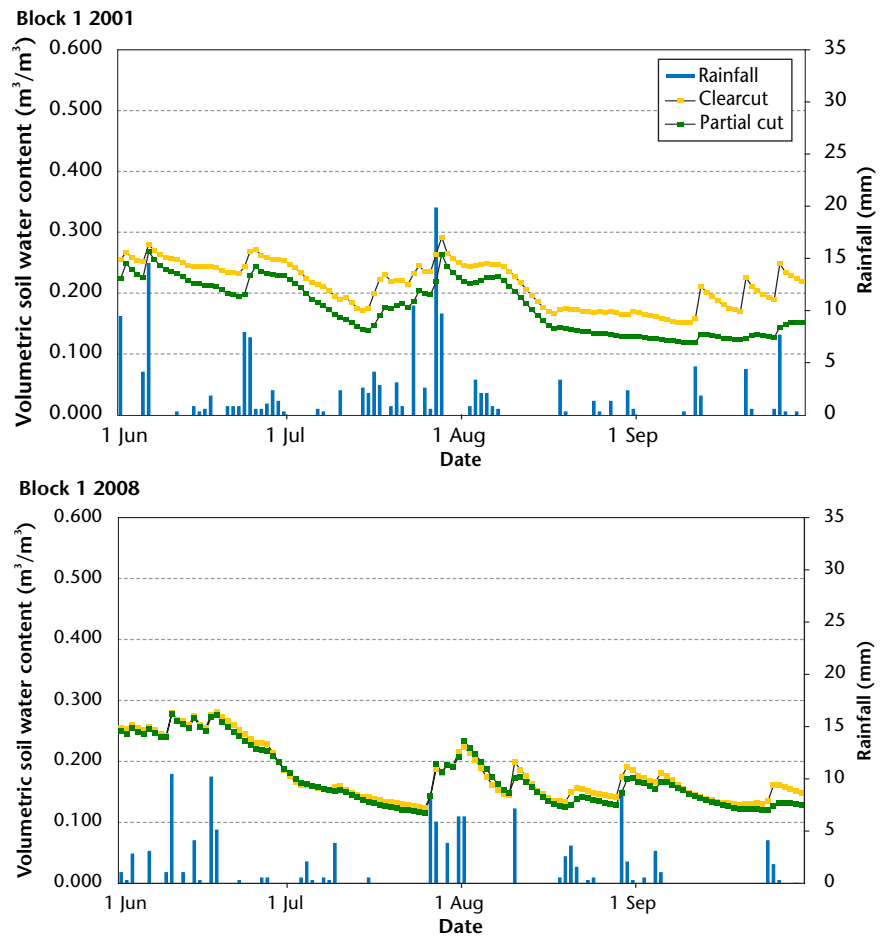 Block 1 2001
Volumetric soil water content (m³/m³)
0.600
0.500
0.400
0.300
0.200
0.100
0.000
35
30
25
20
15
10
5
0
Rainfall (mm)
Rainfall
Clearcut
Partial cut
1 Jun
1 Jul
1 Aug
1 Sep
Date
Block 1 2008
Volumetric soil water content (m³/m³)
0.600
0.500
0.400
0.300
0.200
0.100
0.000
35
30
25
20
15
10
5
0
Rainfall (mm)
1 Jun
1 Jul
1 Aug
1 Sep
Date